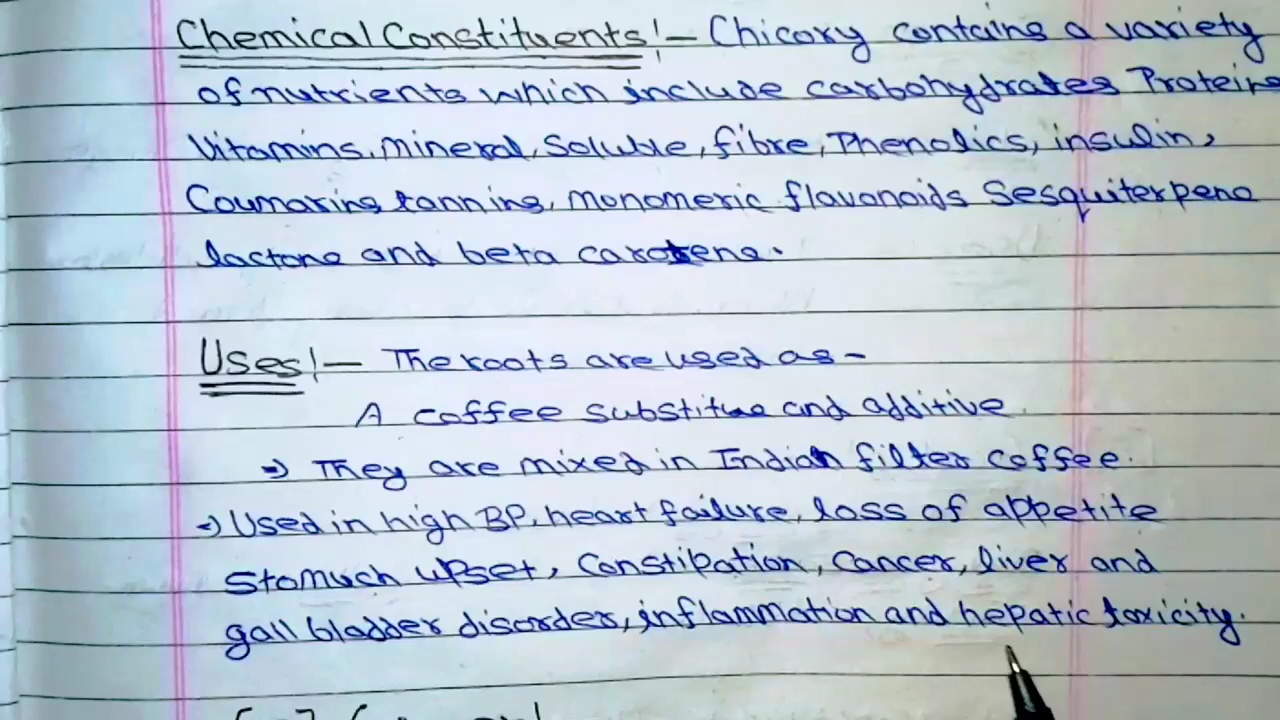 Chemical Constituents:- Chicory contains a variety
of nutrients which include carbohydrates Proteins
Vitamins, mineral, Soluble, fibre, Phenolics, insulin,
Coumarins tannins, monomeric flavonoids Sesquiterpene
lactone and beta carotene.
Uses:- The roots are used as -
A coffee substitue and additive.
⇒ They are mixed in Indian filter coffee.
⇒ Used in high BP, heart failure, loss of appetite
Stomuch upset, Constipation, Cancer, liver and
gall bladder disorder, inflammation and hepatic toxicity.